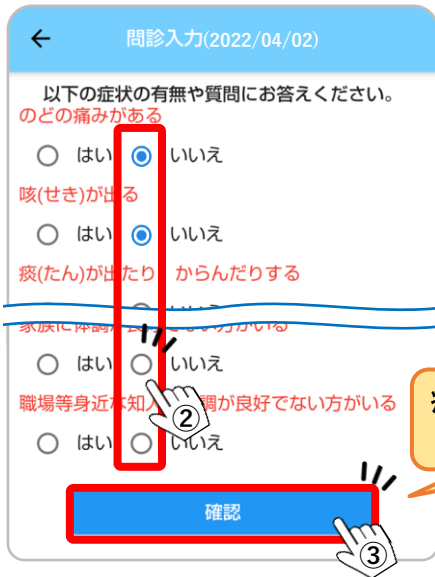 問診入力(2022/04/02)
以下の症状の有無や質問にお答えください。
のどの痛みがある
はい いいえ
咳(せき)が出る
はい いいえ
痰(たん)が出たり からんだりする
はい いいえ
職場等身近な知人 調が良好でない方がいる
はい いいえ
②
確認
③